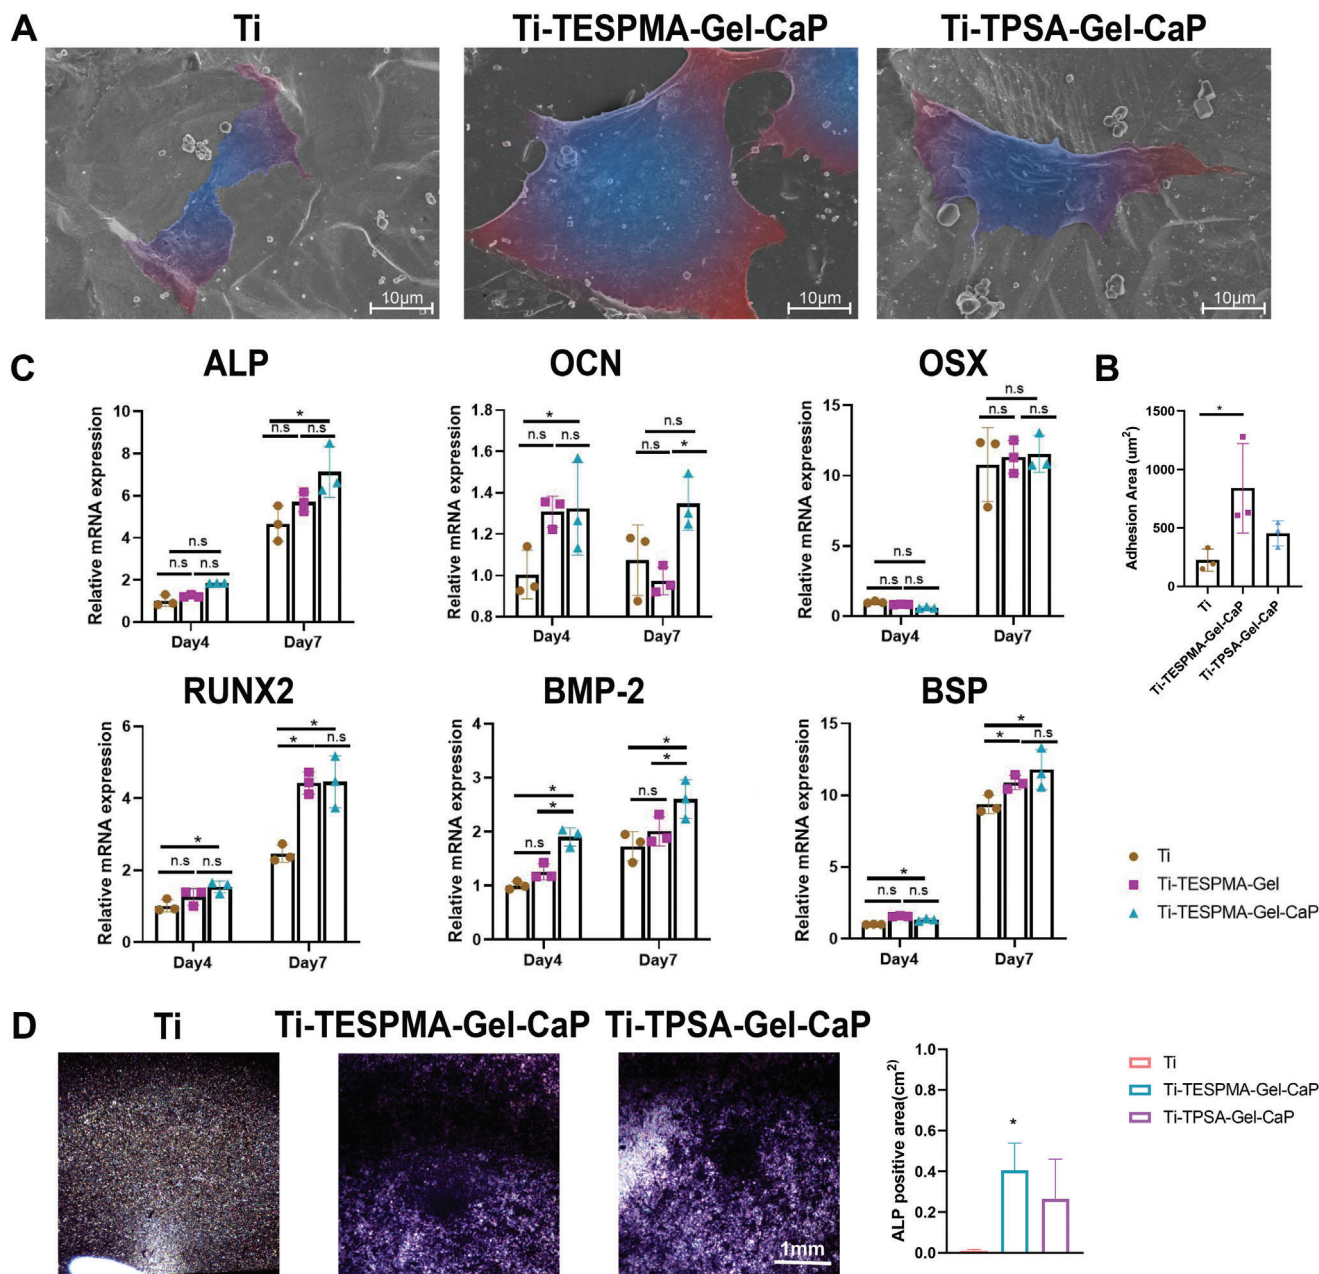 A
Ti
Ti-TESPMA-Gel-CaP
Ti-TPSA-Gel-CaP
10μm
10μm
10μm
C
ALP
Relative mRNA expression
10
8
6
4
2
0
n.s
n.s
n.s
*
n.s
n.s
Day4
Day7
OCN
Relative mRNA expression
1.8
1.6
1.4
1.2
1.0
0.8
*
n.s
n.s
n.s
n.s
*
Day4
Day7
OSX
Relative mRNA expression
15
10
5
0
n.s
n.s
n.s
n.s
n.s
n.s
Day4
Day7
B
Adhesion Area (um²)
1500
1000
500
0
*
Ti
Ti-TESPMA-Gel-CaP
Ti-TPSA-Gel-CaP
RUNX2
Relative mRNA expression
6
4
2
0
*
n.s
n.s
*
*
n.s
Day4
Day7
BMP-2
Relative mRNA expression
4
3
2
1
0
*
*
n.s
*
*
n.s
Day4
Day7
BSP
Relative mRNA expression
15
10
5
0
*
n.s
n.s
*
*
n.s
Day4
Day7
Ti
Ti-TESPMA-Gel
Ti-TESPMA-Gel-CaP
D
Ti
Ti-TESPMA-Gel-CaP
Ti-TPSA-Gel-CaP
1mm
ALP positive area(cm²)
1.0
0.8
0.6
0.4
0.2
0.0
*
Ti
Ti-TESPMA-Gel-CaP
Ti-TPSA-Gel-CaP